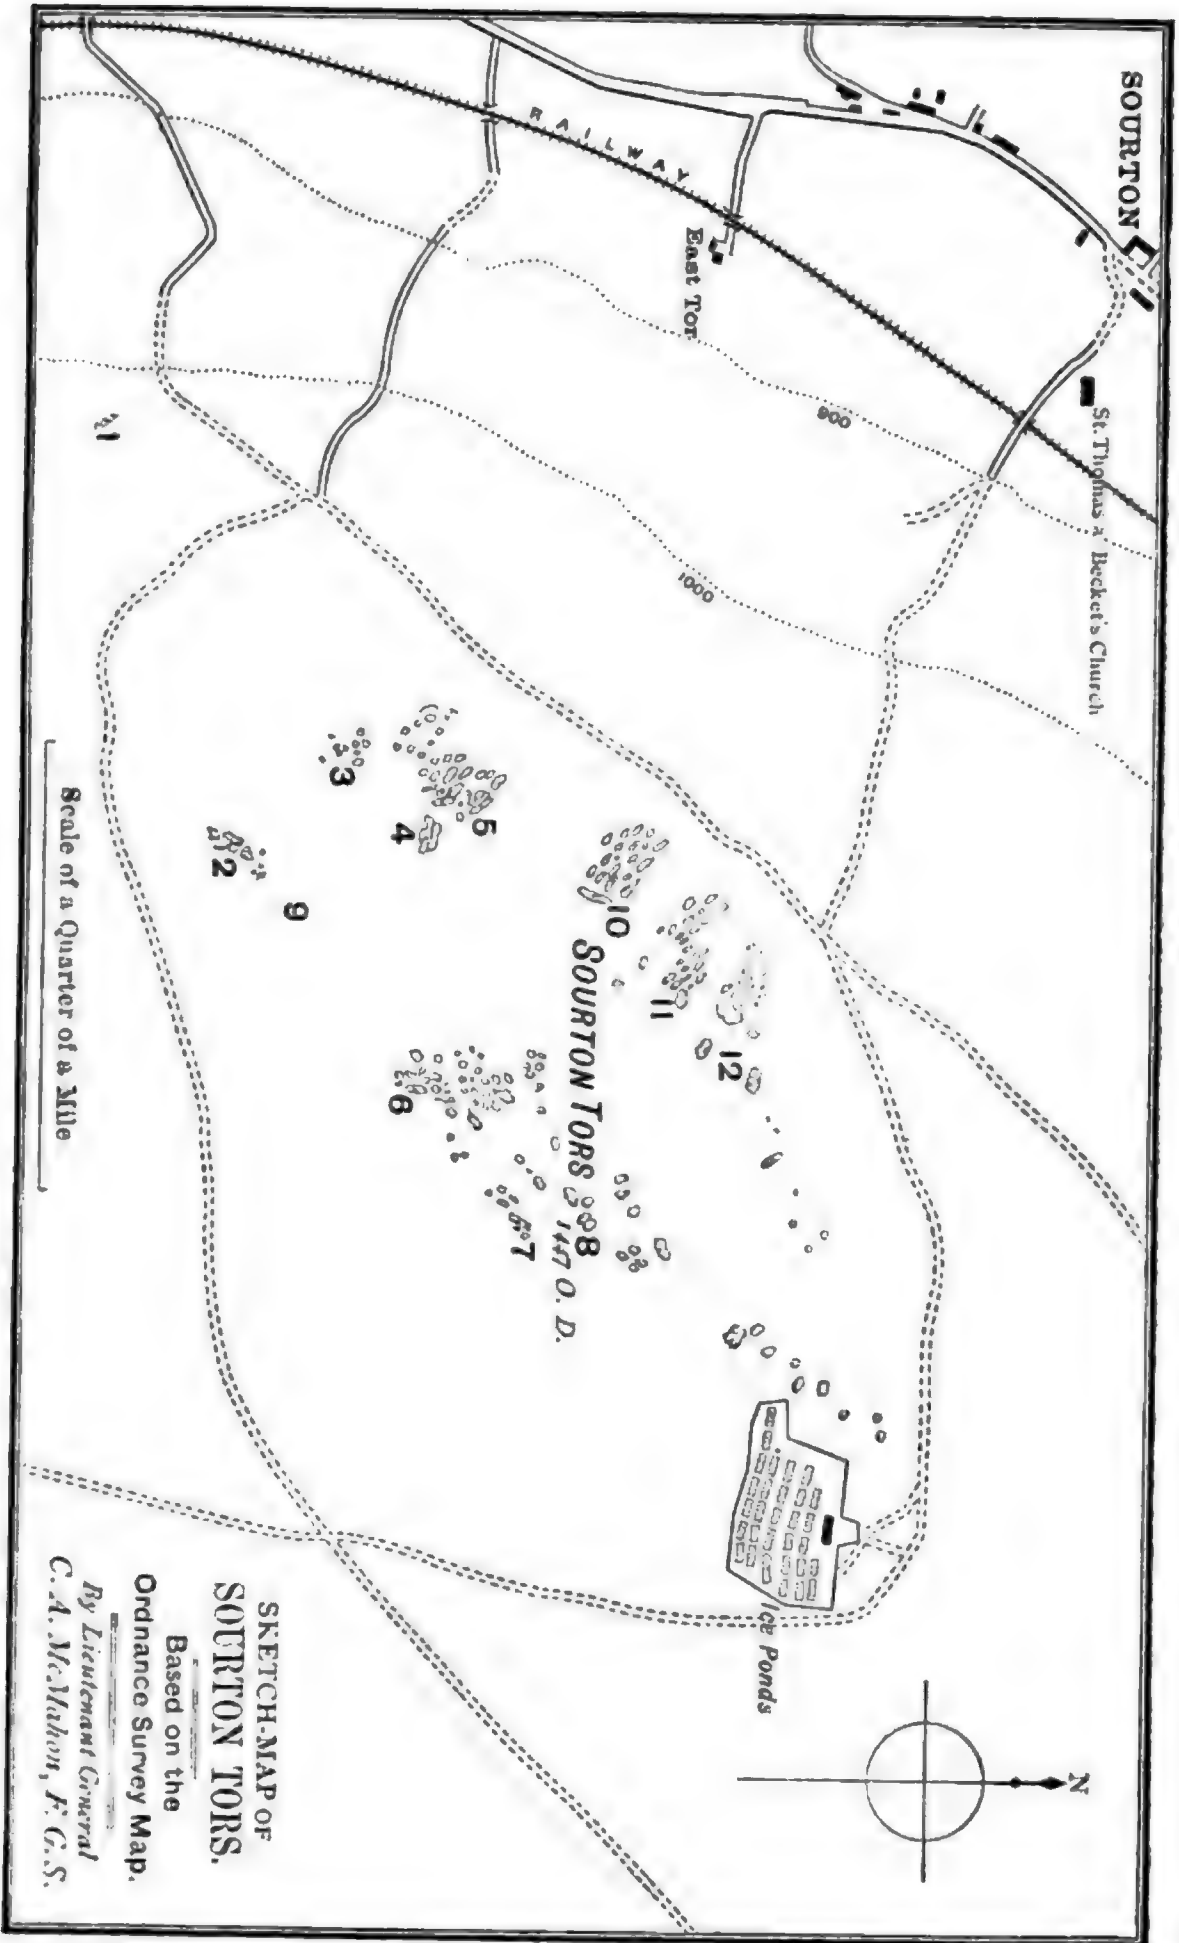 SOURTON
St. Thomas a Becket's Church
RAILWAY
East Tor
900
1000
1
2
3
4
5
6
7
8
9
10
11
12
SOURTON TORS
1447 O. D.
Ice Ponds
N
Scale of a Quarter of a Mile
SKETCH-MAP OF
SOURTON TORS.
Based on the
Ordnance Survey Map.
By Lieutenant General
C. A. McMahon, F. G. S.